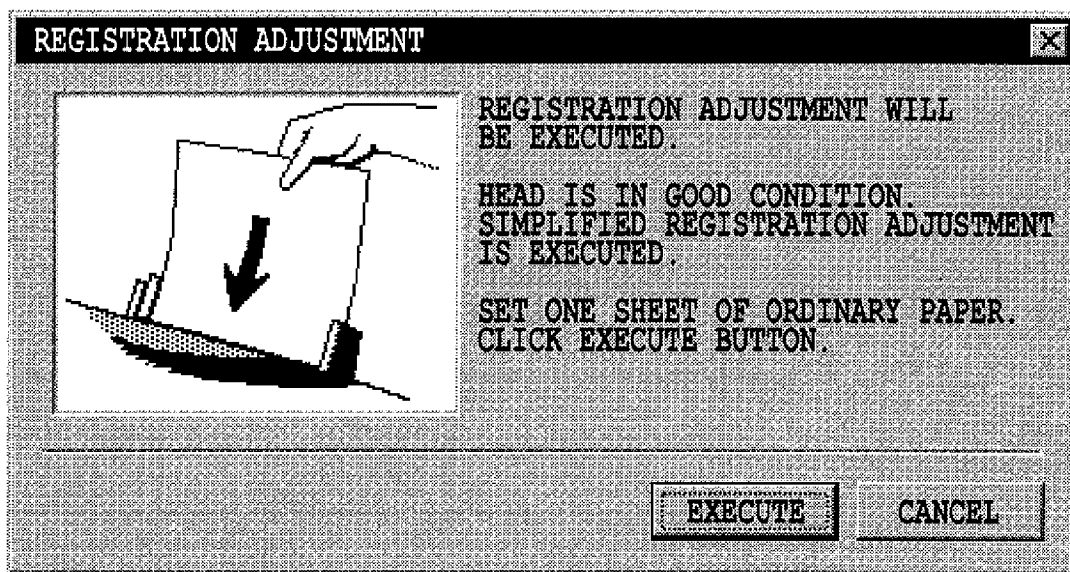 REGISTRATION ADJUSTMENT
REGISTRATION ADJUSTMENT WILL
BE EXECUTED.
HEAD IS IN GOOD CONDITION.
SIMPLIFIED REGISTRATION ADJUSTMENT
IS EXECUTED.
SET ONE SHEET OF ORDINARY PAPER.
CLICK EXECUTE BUTTON.
EXECUTE
CANCEL